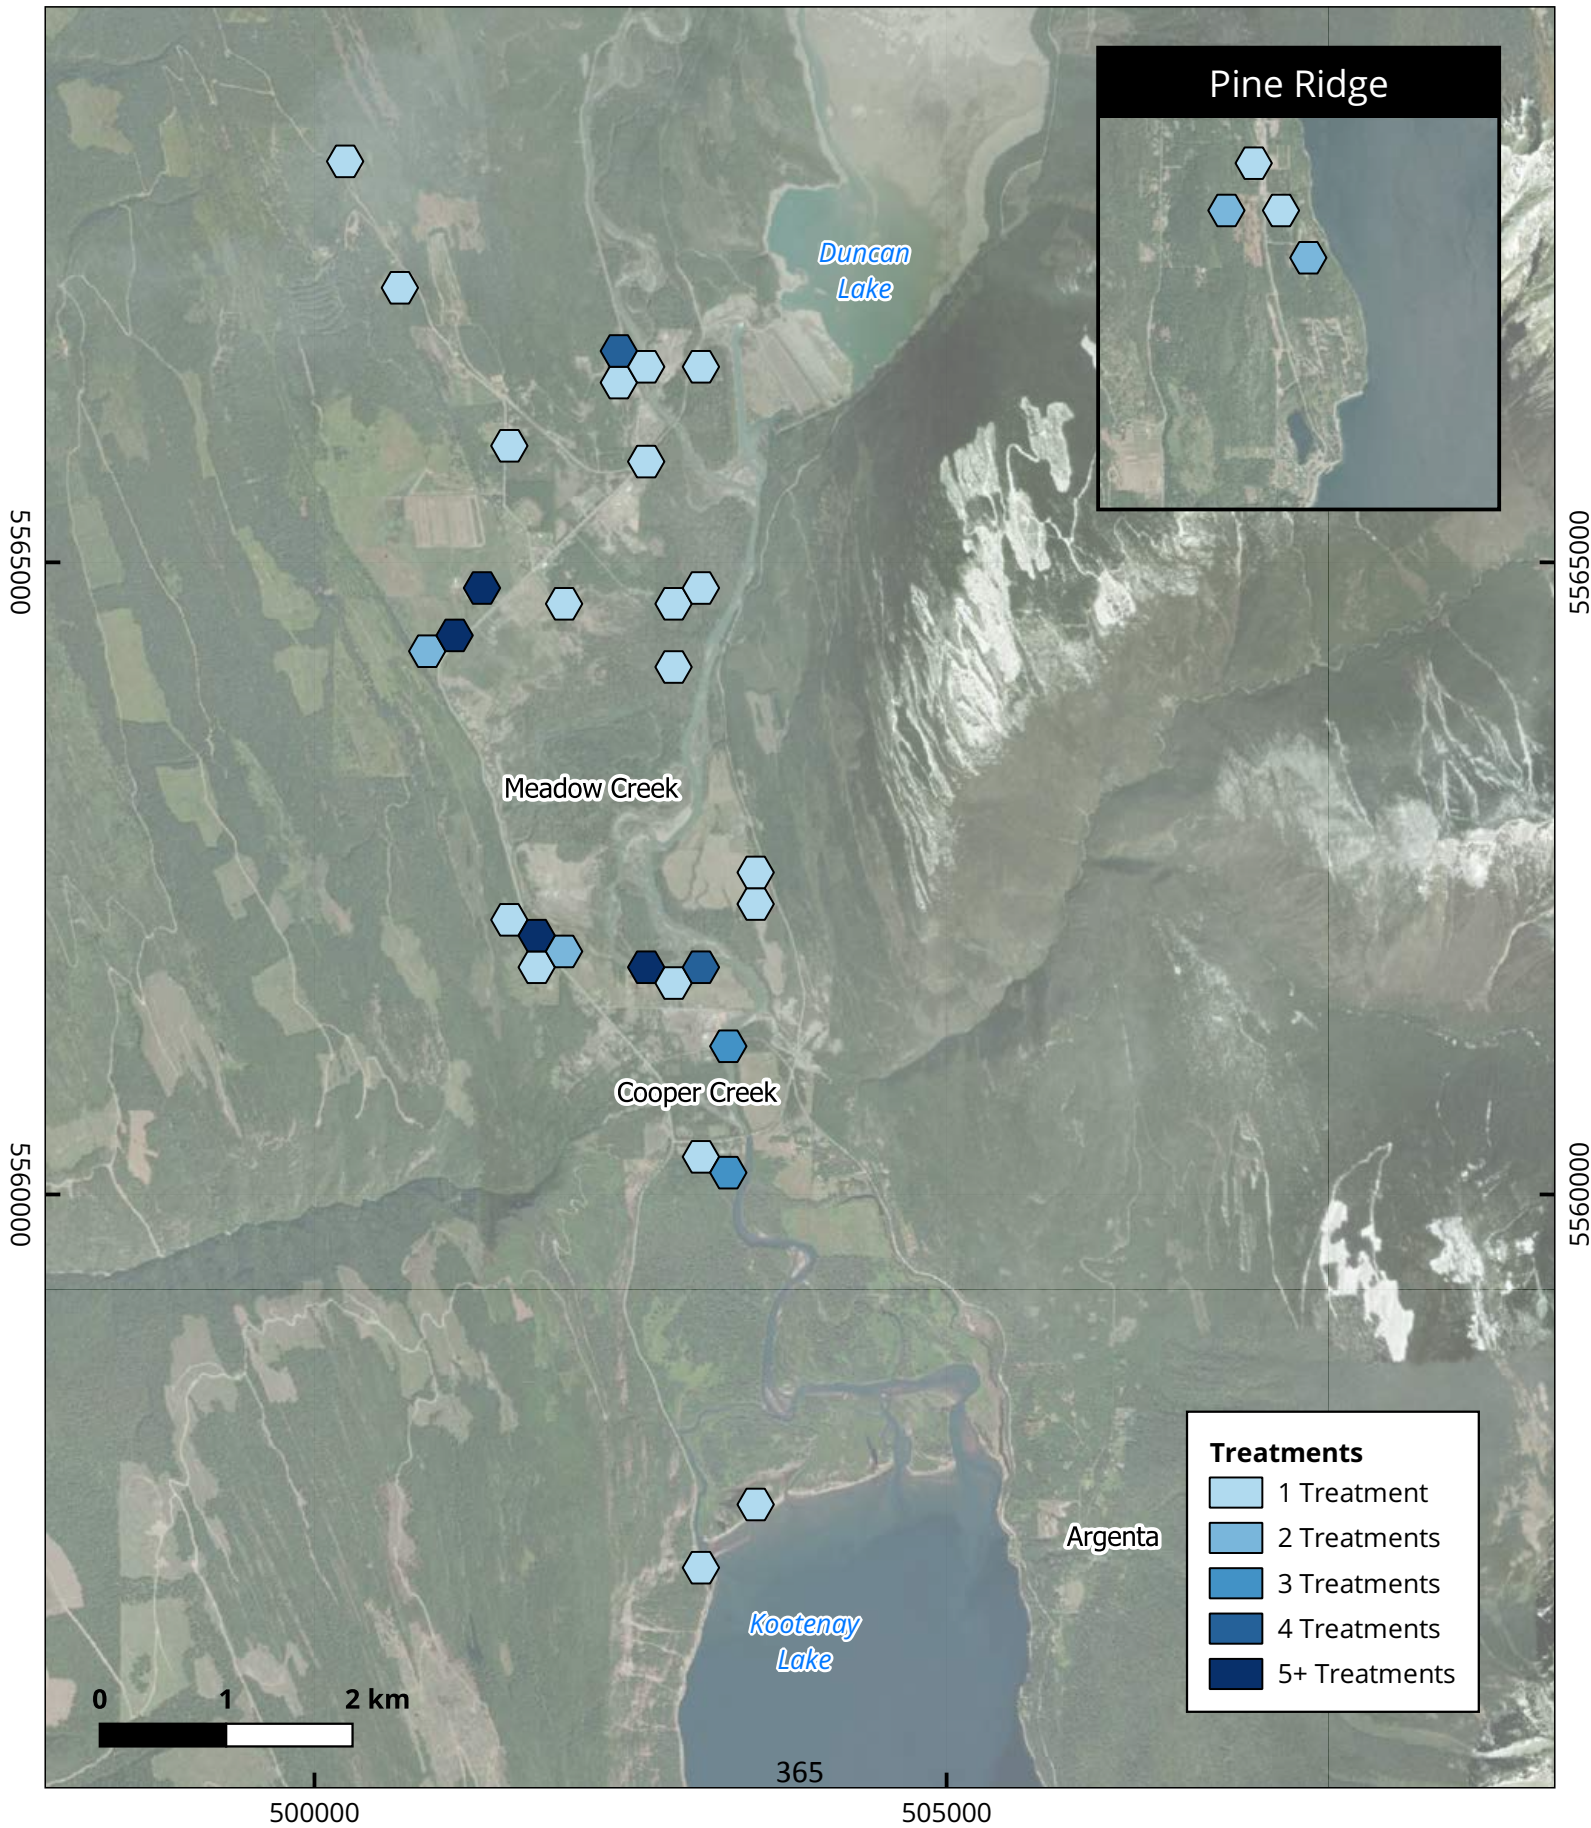 Pine Ridge
Duncan
Lake
5565000
5565000
Meadow Creek
Cooper Creek
5560000
5560000
Argenta
Kootenay
Lake
Treatments
1 Treatment
2 Treatments
3 Treatments
4 Treatments
5+ Treatments
0 1 2 km
365
500000
505000